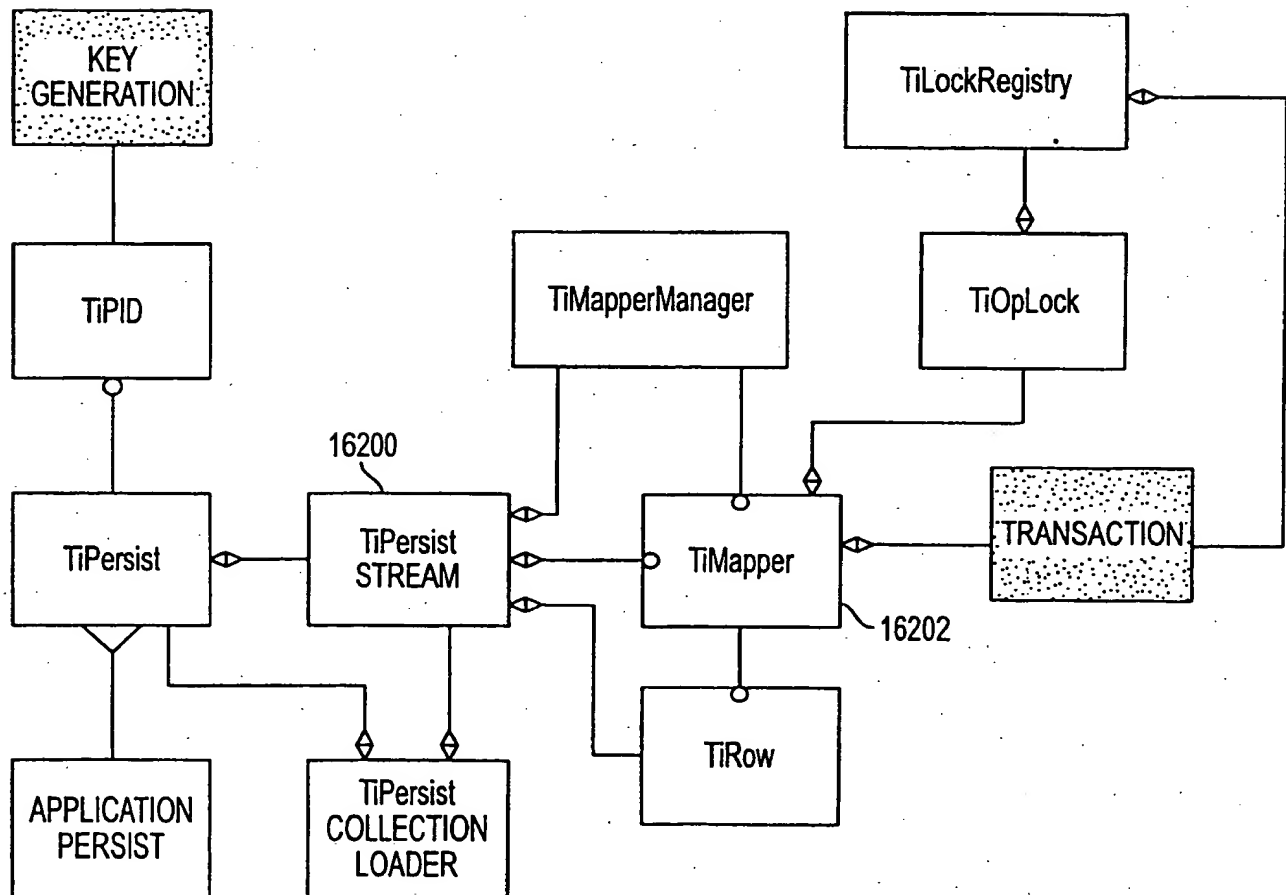 KEY
GENERATION
TiLockRegistry
TiPID
TiMapperManager
TiOpLock
16200
TiPersist
TiPersist
STREAM
TiMapper
TRANSACTION
16202
TiRow
APPLICATION
PERSIST
TiPersist
COLLECTION
LOADER